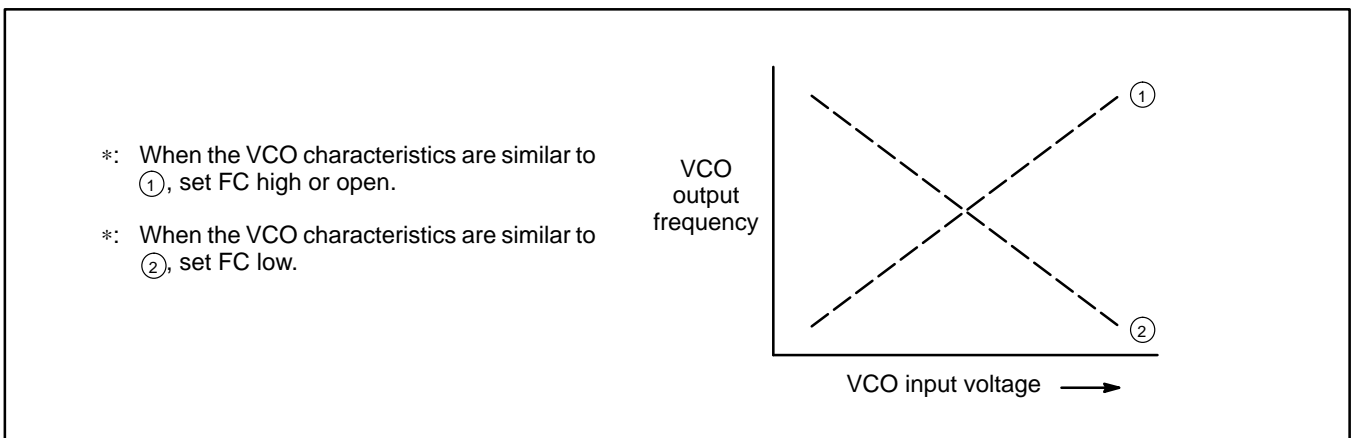 *: When the VCO characteristics are similar to
①, set FC high or open.
*: When the VCO characteristics are similar to
②, set FC low.
VCO
output
frequency
①
②
VCO input voltage